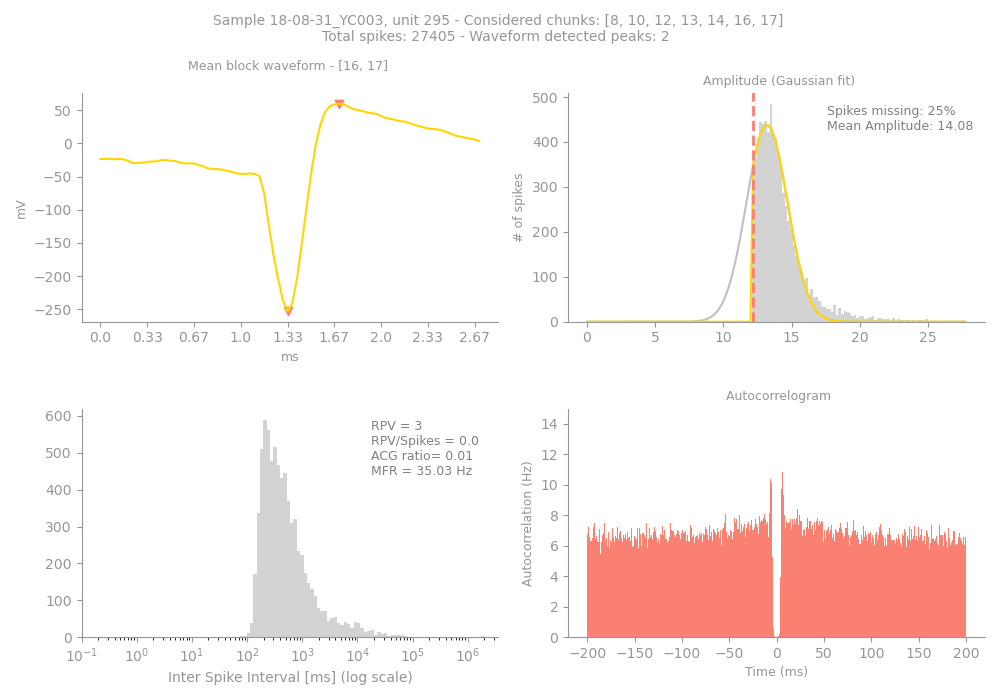 Sample 18-08-31_YC003, unit 295 - Considered chunks: [8, 10, 12, 13, 14, 16, 17]
Total spikes: 27405 - Waveform detected peaks: 2
Mean block waveform - [16, 17]
50
0
−50
−100
−150
−200
−250
mV
0.0 0.33 0.67 1.0 1.33 1.67 2.0 2.33 2.67
ms
Amplitude (Gaussian fit)
Spikes missing: 25%
Mean Amplitude: 14.08
500
400
300
200
100
0
# of spikes
0 5 10 15 20 25
600
500
400
300
200
100
0
RPV = 3
RPV/Spikes = 0.0
ACG ratio= 0.01
MFR = 35.03 Hz
10⁻¹ 10⁰ 10¹ 10² 10³ 10⁴ 10⁵ 10⁶
Inter Spike Interval [ms] (log scale)
Autocorrelogram
14
12
10
8
6
4
2
0
Autocorrelation (Hz)
−200 −150 −100 −50 0 50 100 150 200
Time (ms)